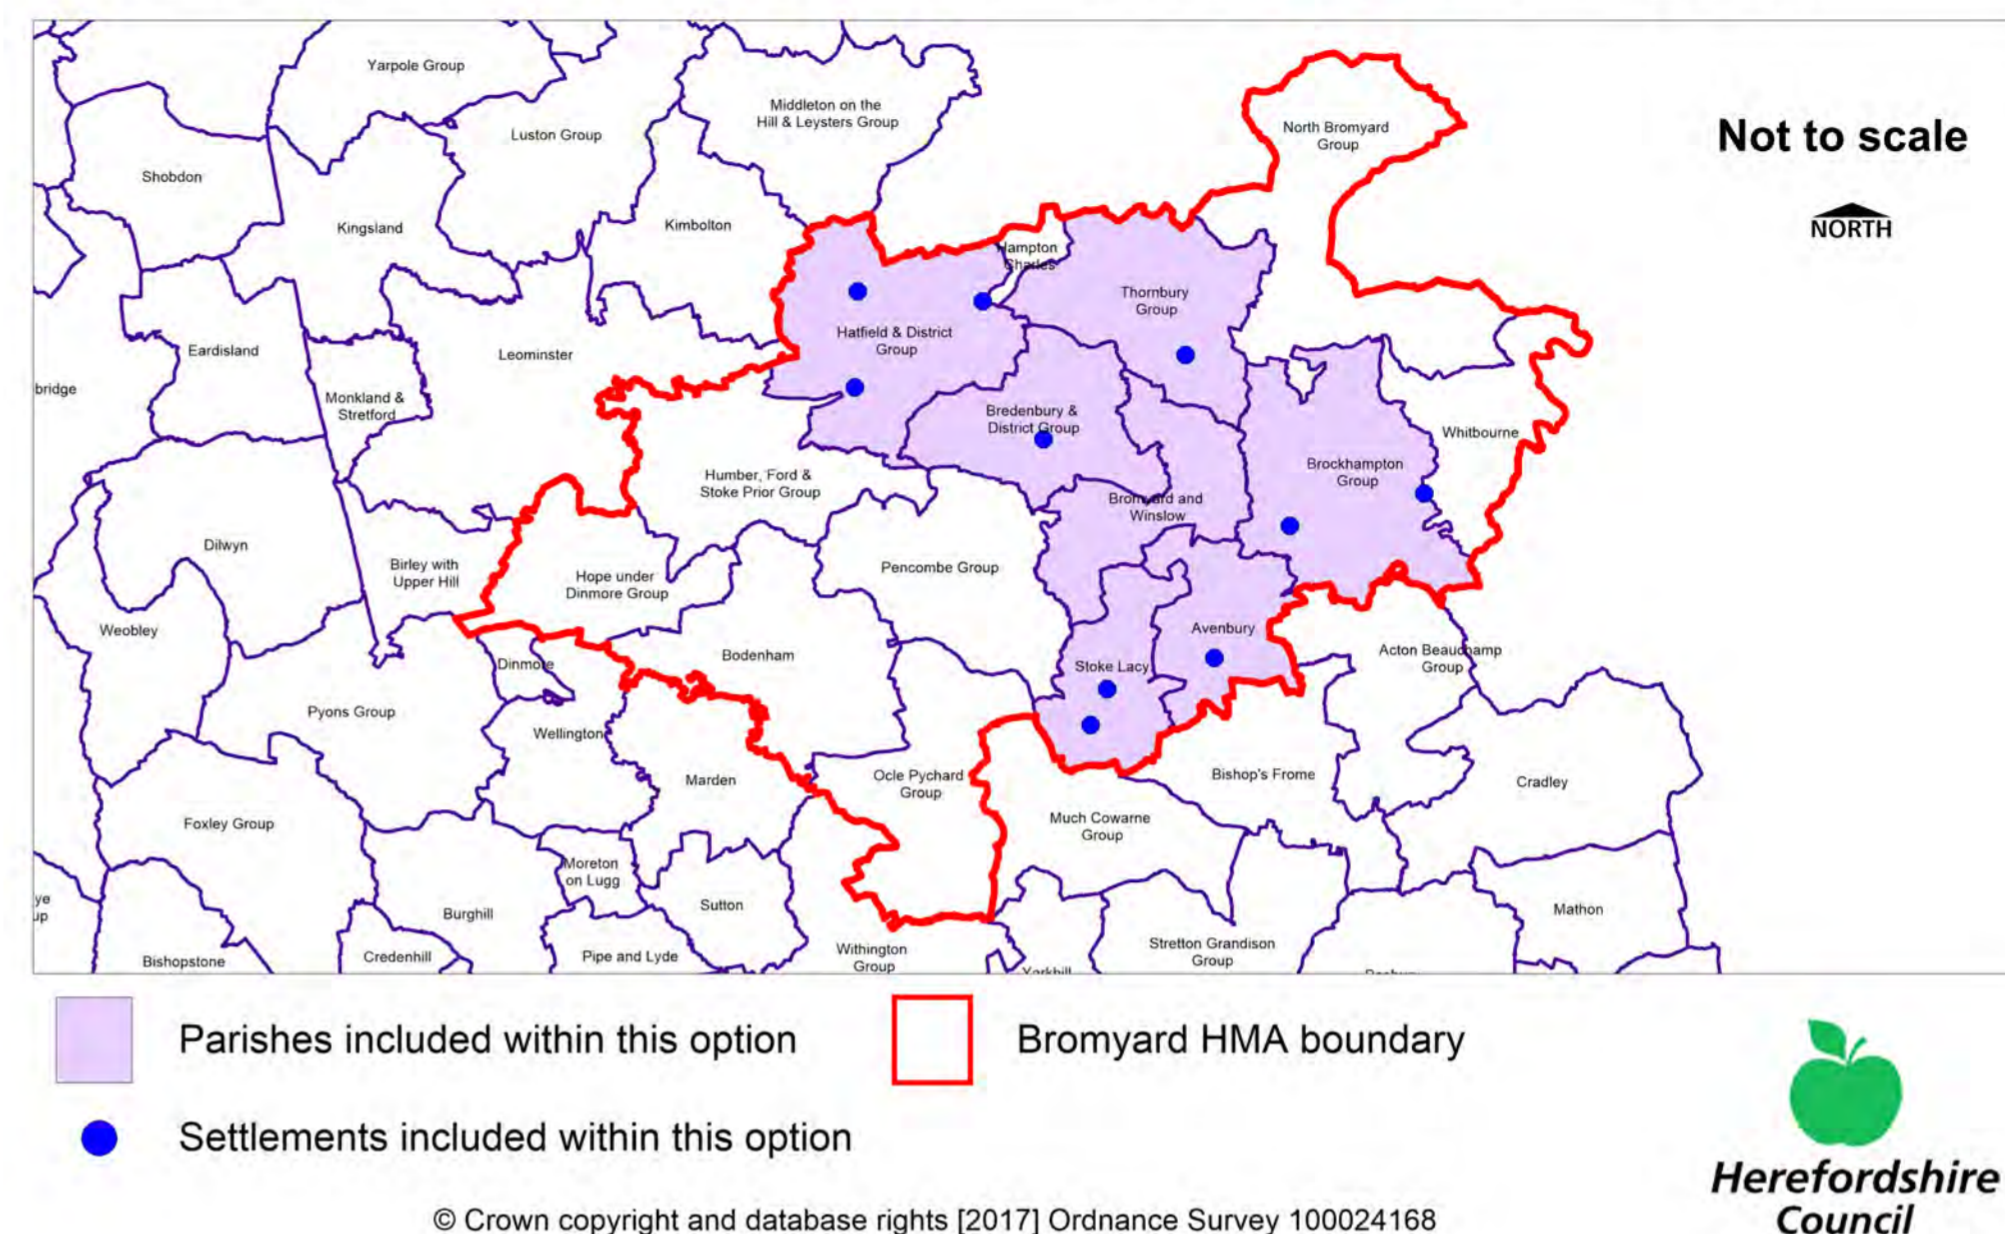 Yarpole Group
Middleton on the
Hill & Leysters Group
Luston Group
North Bromyard
Group
Not to scale
Shobdon
Kingsland
Kimbolton
NORTH
Hampton
Charles
Thornbury
Group
Hatfield & District
Group
Eardisland
Leominster
bridge
Monkland &
Stretford
Bredenbury &
District Group
Whitbourne
Brockhampton
Group
Humber, Ford &
Stoke Prior Group
Bromyard and
Winslow
Dilwyn
Birley with
Upper Hill
Hope under
Dinmore Group
Pencombe Group
Weobley
Avenbury
Acton Beauchamp
Group
Dinmore
Bodenham
Stoke Lacy
Pyons Group
Wellington
Marden
Ocle Pychard
Group
Bishop's Frome
Cradley
Foxley Group
Much Cowarne
Group
Moreton
on Lugg
ye
up
Burghill
Sutton
Mathon
Bishopstone
Credenhill
Pipe and Lyde
Withington
Group
Stretton Grandison
Group
Yarkhill
Parishes included within this option
Bromyard HMA boundary
Settlements included within this option
Herefordshire
Council
© Crown copyright and database rights [2017] Ordnance Survey 100024168